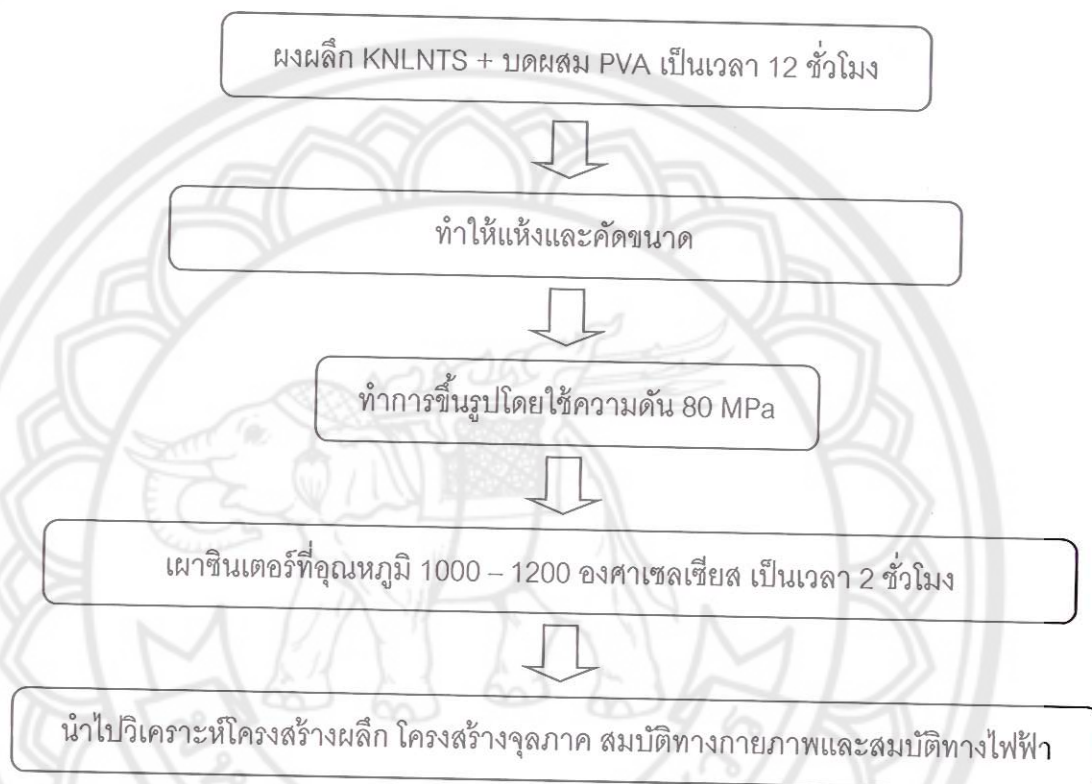 ผงผลึก KNLNTS + บดผสม PVA เป็นเวลา 12 ชั่วโมง
ทำให้แห้งและคัดขนาด
ทำการขึ้นรูปโดยใช้ความดัน 80 MPa
เผาซินเตอร์ที่อุณหภูมิ 1000 – 1200 องศาเซลเซียส เป็นเวลา 2 ชั่วโมง
นำไปวิเคราะห์โครงสร้างผลึก โครงสร้างจุลภาค สมบัติทางกายภาพและสมบัติทางไฟฟ้า